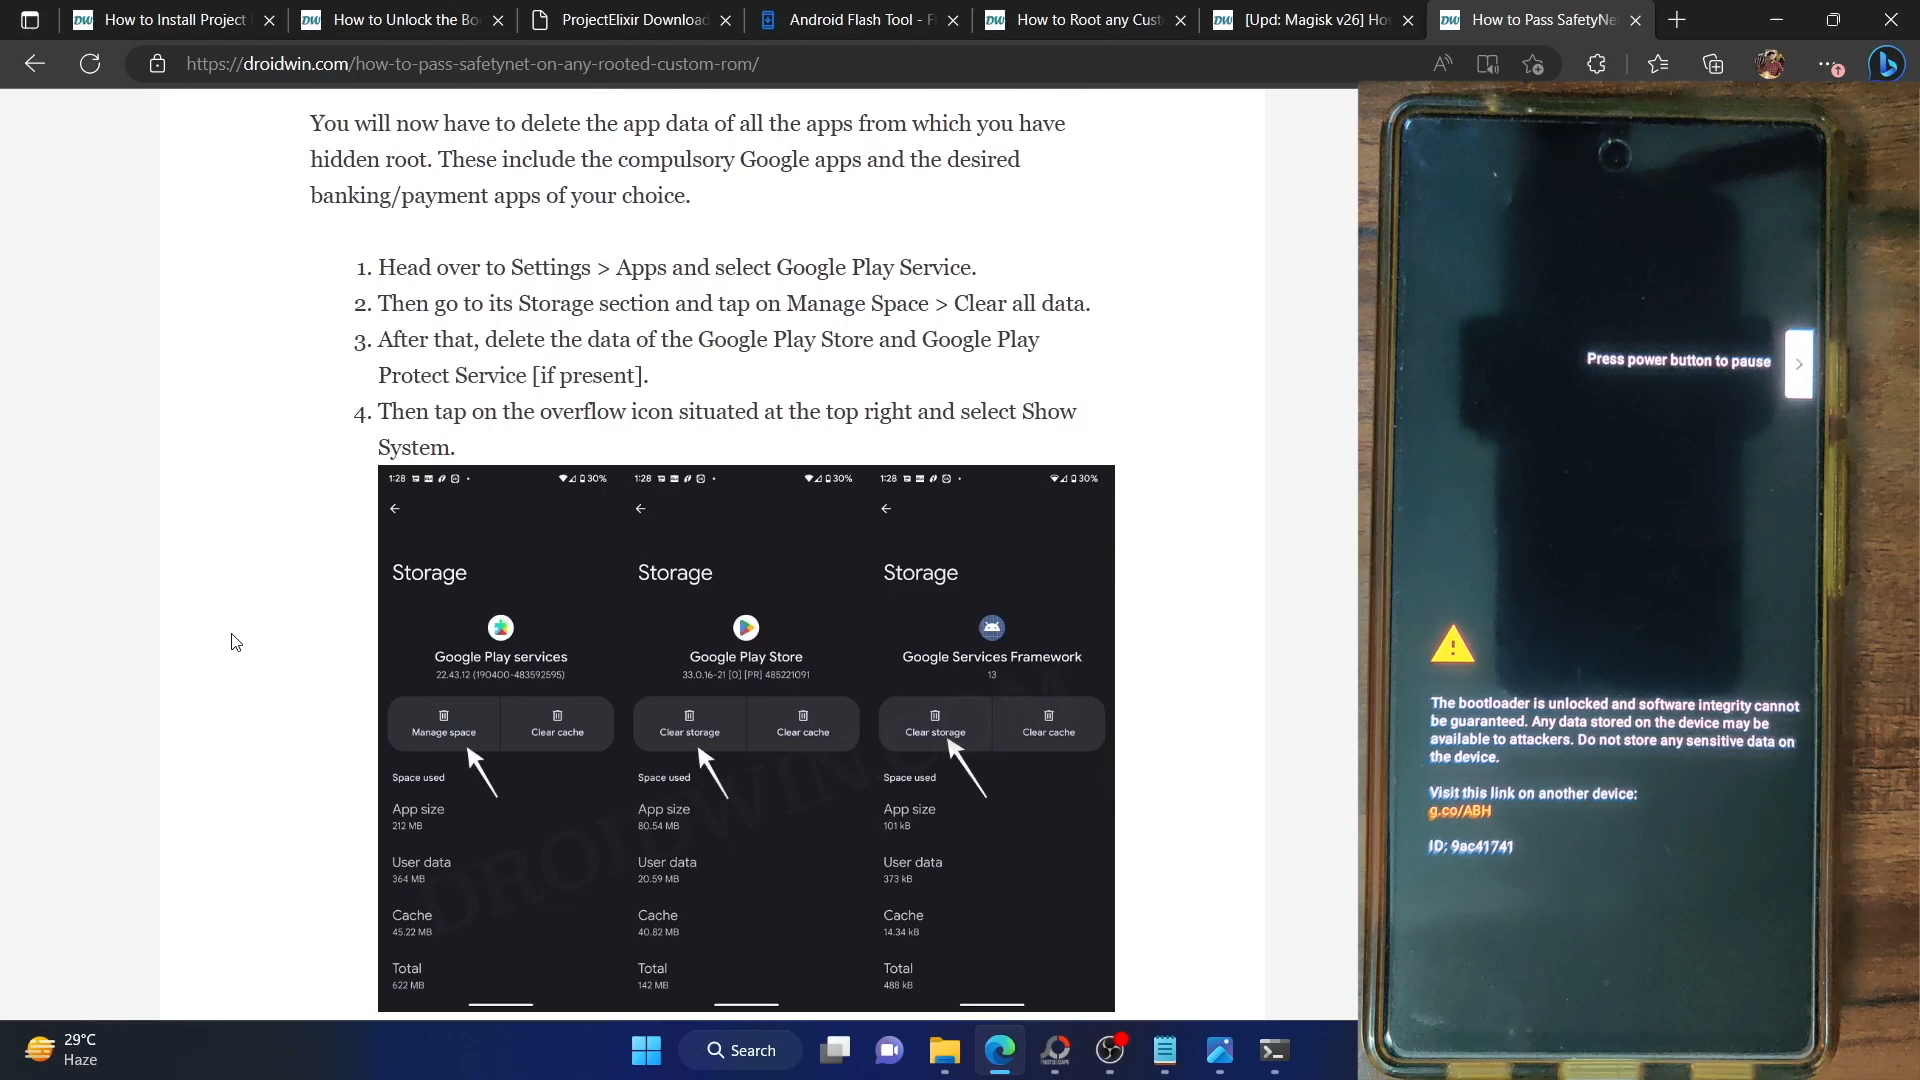 How to Install Project
How to Unlock the Bo
ProjectElixir Download
Android Flash Tool - F
How to Root any Cust
[Upd: Magisk v26] Ho
How to Pass SafetyNe
https://droidwin.com/how-to-pass-safetynet-on-any-rooted-custom-rom/
You will now have to delete the app data of all the apps from which you have
hidden root. These include the compulsory Google apps and the desired
banking/payment apps of your choice.
1. Head over to Settings > Apps and select Google Play Service.
2. Then go to its Storage section and tap on Manage Space > Clear all data.
3. After that, delete the data of the Google Play Store and Google Play
Protect Service [if present].
4. Then tap on the overflow icon situated at the top right and select Show
System.
1:28 30%
Storage
Google Play services
22.43.12 (190400-483592595)
Manage space
Clear cache
Space used
App size
212 MB
User data
364 MB
Cache
45.22 MB
Total
622 MB
1:28 30%
Storage
Google Play Store
33.0.16-21 [0] [PR] 485221091
Clear storage
Clear cache
Space used
App size
80.54 MB
User data
20.59 MB
Cache
40.82 MB
Total
142 MB
1:28 30%
Storage
Google Services Framework
13
Clear storage
Clear cache
Space used
App size
101 kB
User data
373 kB
Cache
14.34 kB
Total
488 kB
DROIDWIN.COM
Press power button to pause
The bootloader is unlocked and software integrity cannot
be guaranteed. Any data stored on the device may be
available to attackers. Do not store any sensitive data on
the device.
Visit this link on another device:
g.co/ABH
ID: 9ac41741
29°C
Haze
Search